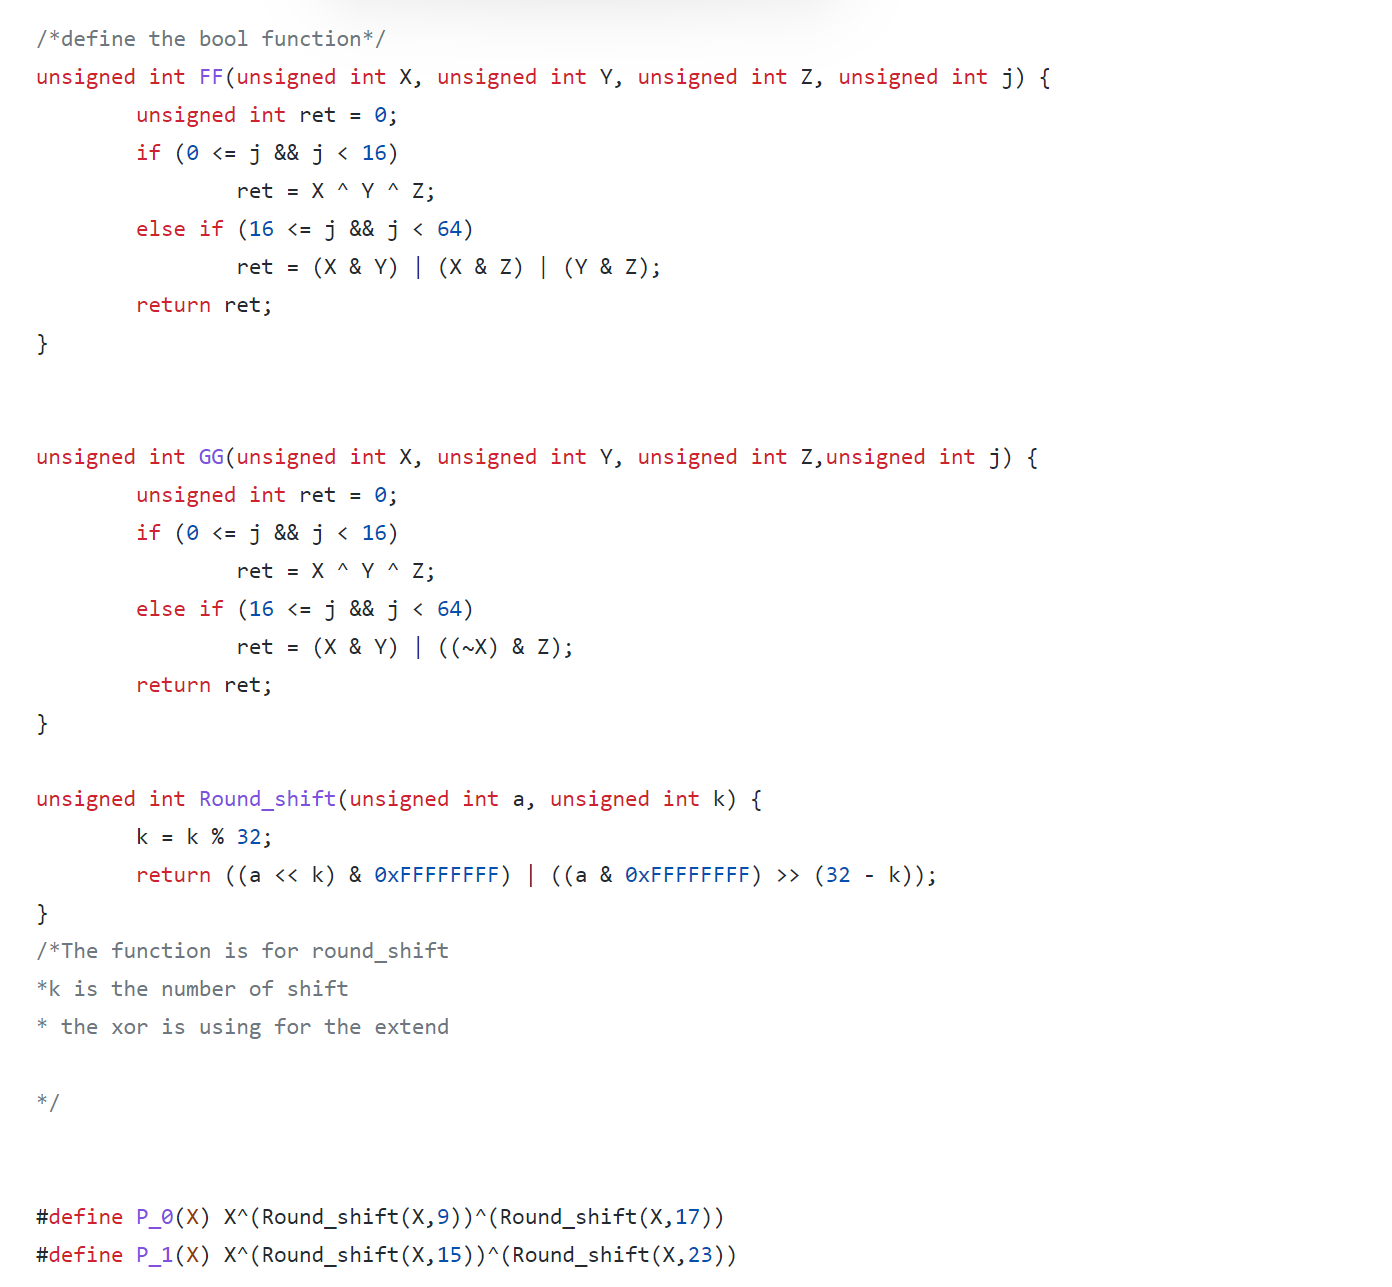 /*define the bool function*/
unsigned int FF(unsigned int X, unsigned int Y, unsigned int Z, unsigned int j) {
        unsigned int ret = 0;
        if (0 <= j && j < 16)
                ret = X ^ Y ^ Z;
        else if (16 <= j && j < 64)
                ret = (X & Y) | (X & Z) | (Y & Z);
        return ret;
}
unsigned int GG(unsigned int X, unsigned int Y, unsigned int Z,unsigned int j) {
        unsigned int ret = 0;
        if (0 <= j && j < 16)
                ret = X ^ Y ^ Z;
        else if (16 <= j && j < 64)
                ret = (X & Y) | ((~X) & Z);
        return ret;
}
unsigned int Round_shift(unsigned int a, unsigned int k) {
        k = k % 32;
        return ((a << k) & 0xFFFFFFFF) | ((a & 0xFFFFFFFF) >> (32 - k));
}
/*The function is for round_shift
*k is the number of shift
* the xor is using for the extend
*/
#define P_0(X) X^(Round_shift(X,9))^(Round_shift(X,17))
#define P_1(X) X^(Round_shift(X,15))^(Round_shift(X,23))